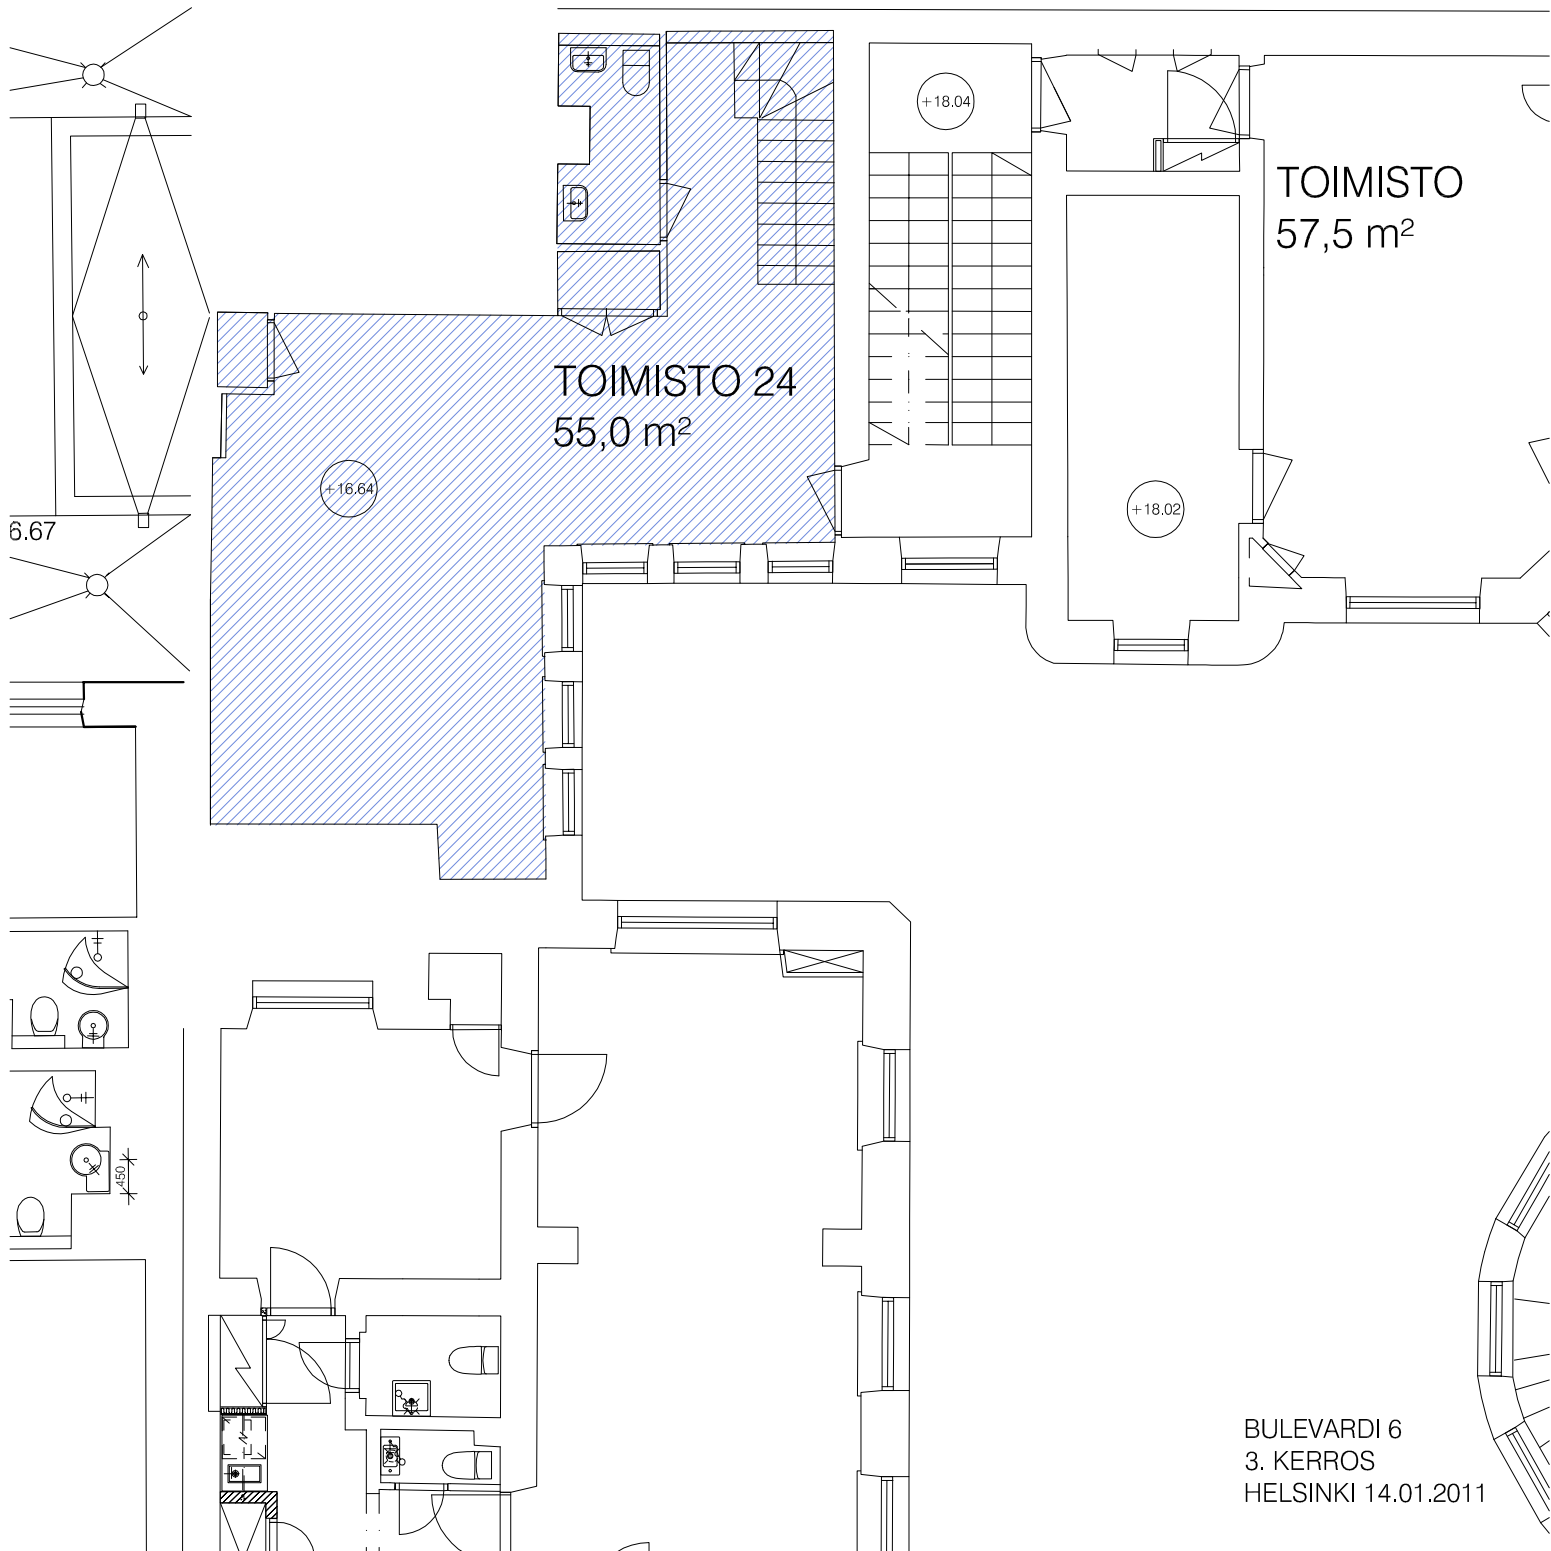 +18.04
TOIMISTO
57,5 m²
TOIMISTO 24
55,0 m²
+16.64
+18.02
6.67
450
BULEVARDI 6
3. KERROS
HELSINKI 14.01.2011